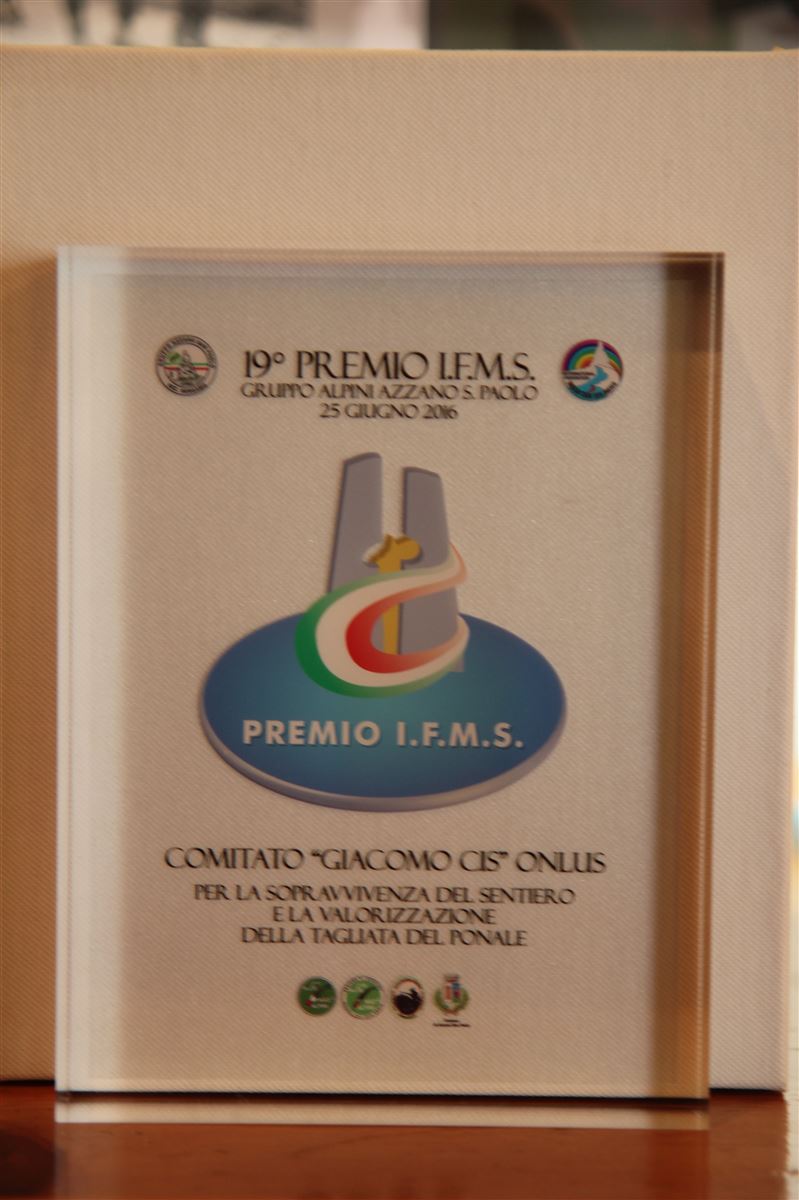 19° PREMIO I.F.M.S.
GRUPPO ALPINI AZZANO S. PAOLO
25 GIUGNO 2016
PREMIO I.F.M.S.
COMITATO "GIACOMO CIS" ONLUS
PER LA SOPRAVVIVENZA DEL SENTIERO
E LA VALORIZZAZIONE
DELLA TAGLIATA DEL PONALE